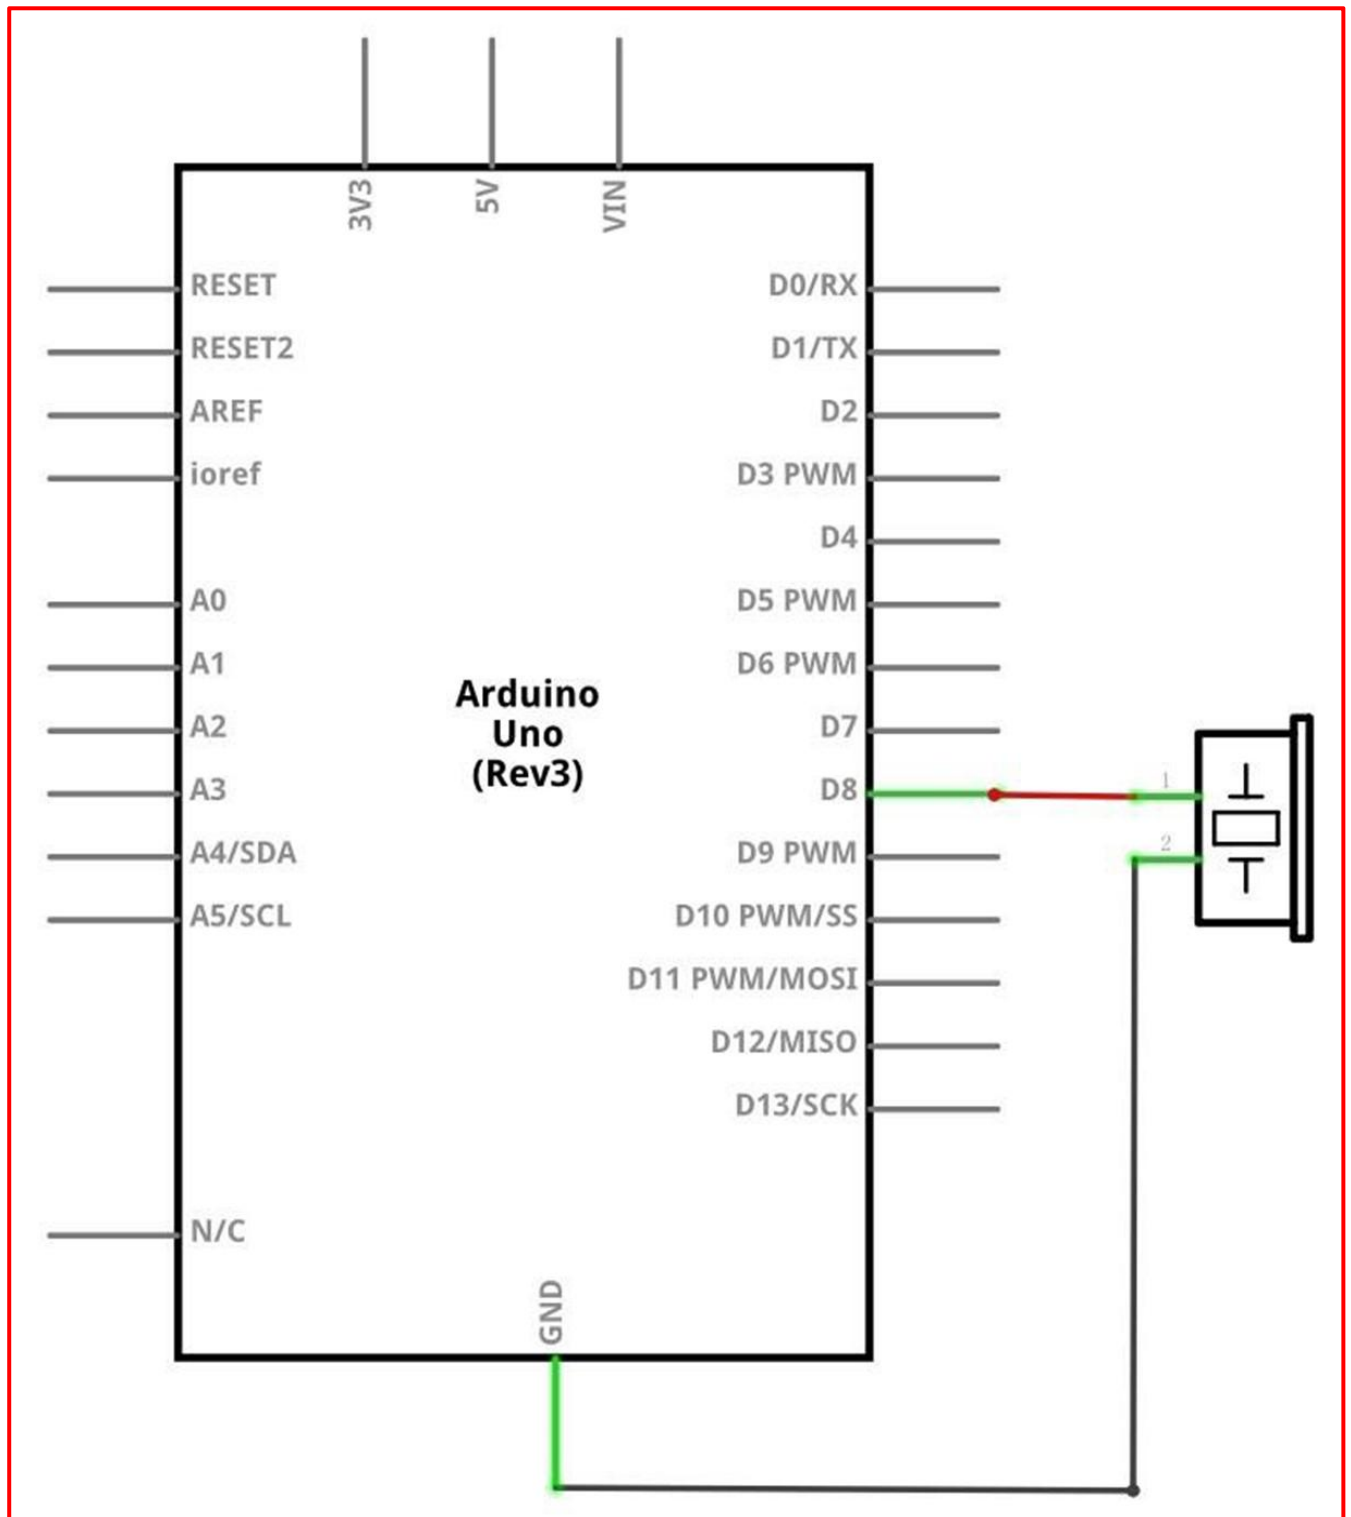 3V3
5V
VIN
RESET
D0/RX
RESET2
D1/TX
AREF
D2
ioref
D3 PWM
D4
A0
D5 PWM
A1
D6 PWM
Arduino
Uno
(Rev3)
A2
D7
A3
D8
1
A4/SDA
D9 PWM
2
A5/SCL
D10 PWM/SS
D11 PWM/MOSI
D12/MISO
D13/SCK
N/C
GND